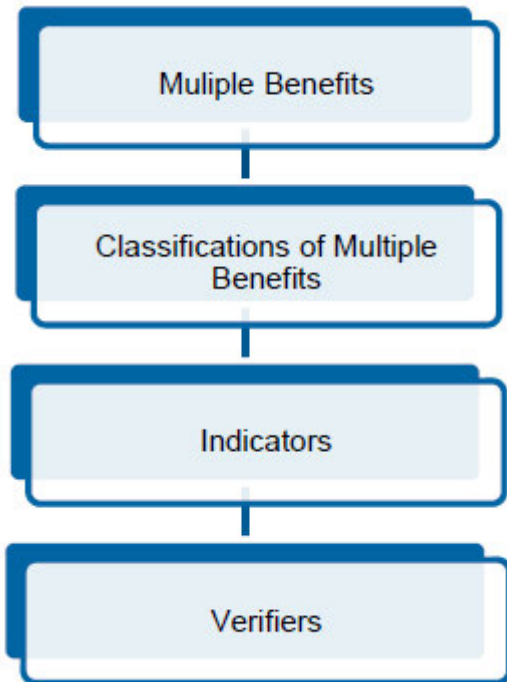 Muliple Benefits
Classifications of Multiple
Benefits
Indicators
Verifiers